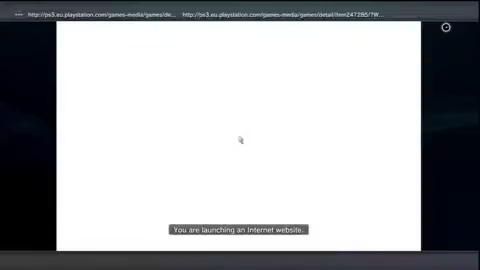 http://ps3.eu.playstation.com/games-media/games/de... http://ps3.eu.playstation.com/games-media/games/detail/item247285/?W...
You are launching an Internet website.